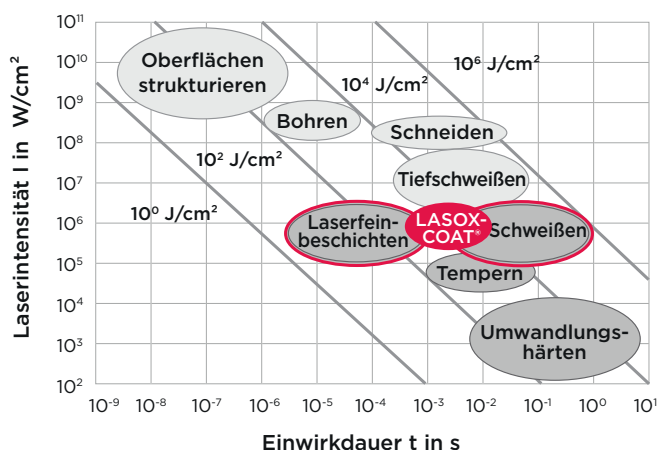 Laserintensität I in W/cm²
10¹¹
10¹⁰
10⁹
10⁸
10⁷
10⁶
10⁵
10⁴
10³
10²
Oberflächen
strukturieren
Bohren
10⁴ J/cm²
10⁶ J/cm²
Schneiden
10² J/cm²
Tiefschweißen
10⁰ J/cm²
Laserfein-
beschichten
LASOX-
COAT®
Schweißen
Tempern
Umwandlungs-
härten
10⁻⁹ 10⁻⁸ 10⁻⁷ 10⁻⁶ 10⁻⁵ 10⁻⁴ 10⁻³ 10⁻² 10⁻¹ 10⁰ 10¹
Einwirkdauer t in s